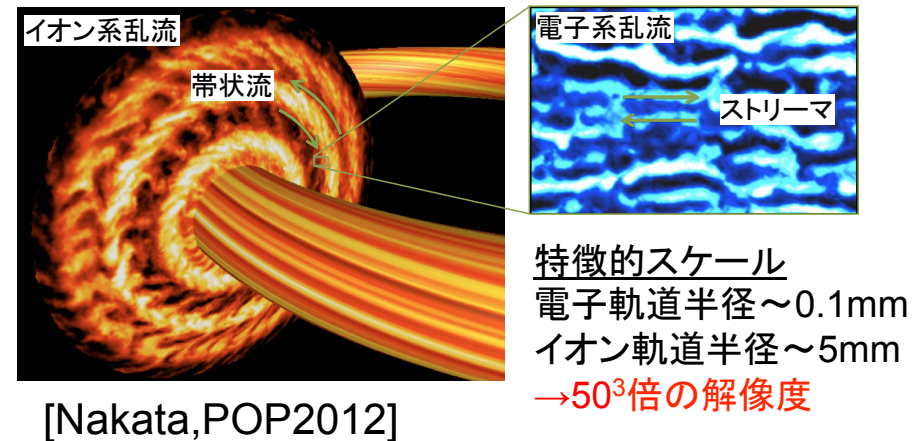 イオン系乱流
帯状流
電子系乱流
ストリーマ
特徴的スケール
電子軌道半径～0.1mm
イオン軌道半径～5mm
→50³倍の解像度
[Nakata,POP2012]